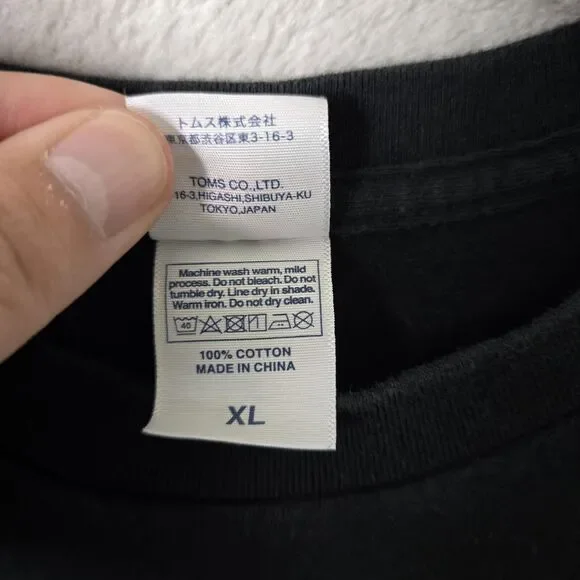 トムス株式会社
東京都渋谷区東3-16-3
TOMS CO.,LTD.
16-3,HIGASHI,SHIBUYA-KU
TOKYO,JAPAN
Machine wash warm, mild
process. Do not bleach. Do not
tumble dry. Line dry in shade.
Warm iron. Do not dry clean.
40
100% COTTON
MADE IN CHINA
XL